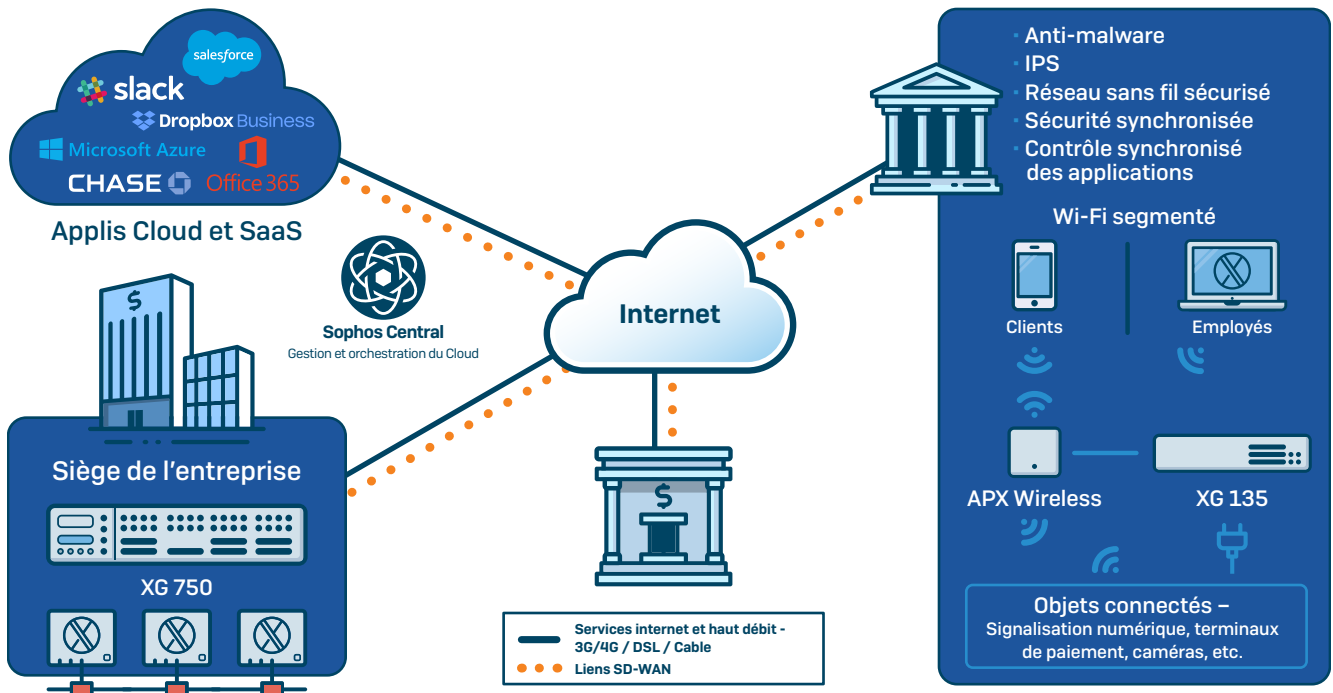 salesforce
slack
Dropbox Business
Microsoft Azure
CHASE
Office 365
Applis Cloud et SaaS
Sophos Central
Gestion et orchestration du Cloud
$
Siège de l'entreprise
XG 750
Internet
$
Services internet et haut débit -
3G/4G / DSL / Cable
Liens SD-WAN
· Anti-malware
· IPS
· Réseau sans fil sécurisé
· Sécurité synchronisée
· Contrôle synchronisé
des applications
Wi-Fi segmenté
Clients
Employés
APX Wireless
XG 135
Objets connectés –
Signalisation numérique, terminaux
de paiement, caméras, etc.